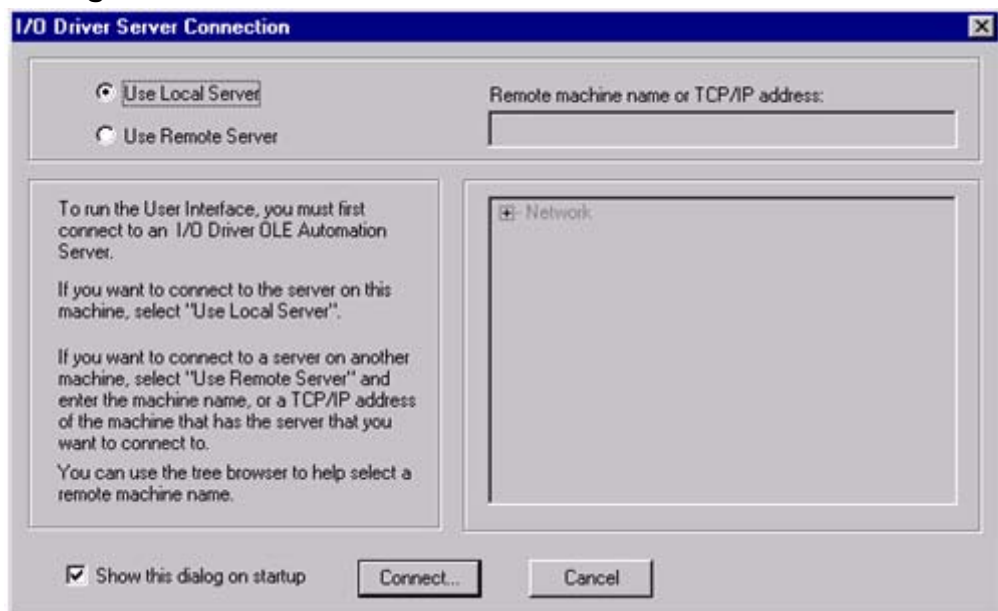 I/O Driver Server Connection
Use Local Server
Use Remote Server
Remote machine name or TCP/IP address:
To run the User Interface, you must first
connect to an I/O Driver OLE Automation
Server.
If you want to connect to the server on this
machine, select "Use Local Server".
If you want to connect to a server on another
machine, select "Use Remote Server" and
enter the machine name, or a TCP/IP address
of the machine that has the server that you
want to connect to.
You can use the tree browser to help select a
remote machine name.
Network
Show this dialog on startup
Connect...
Cancel